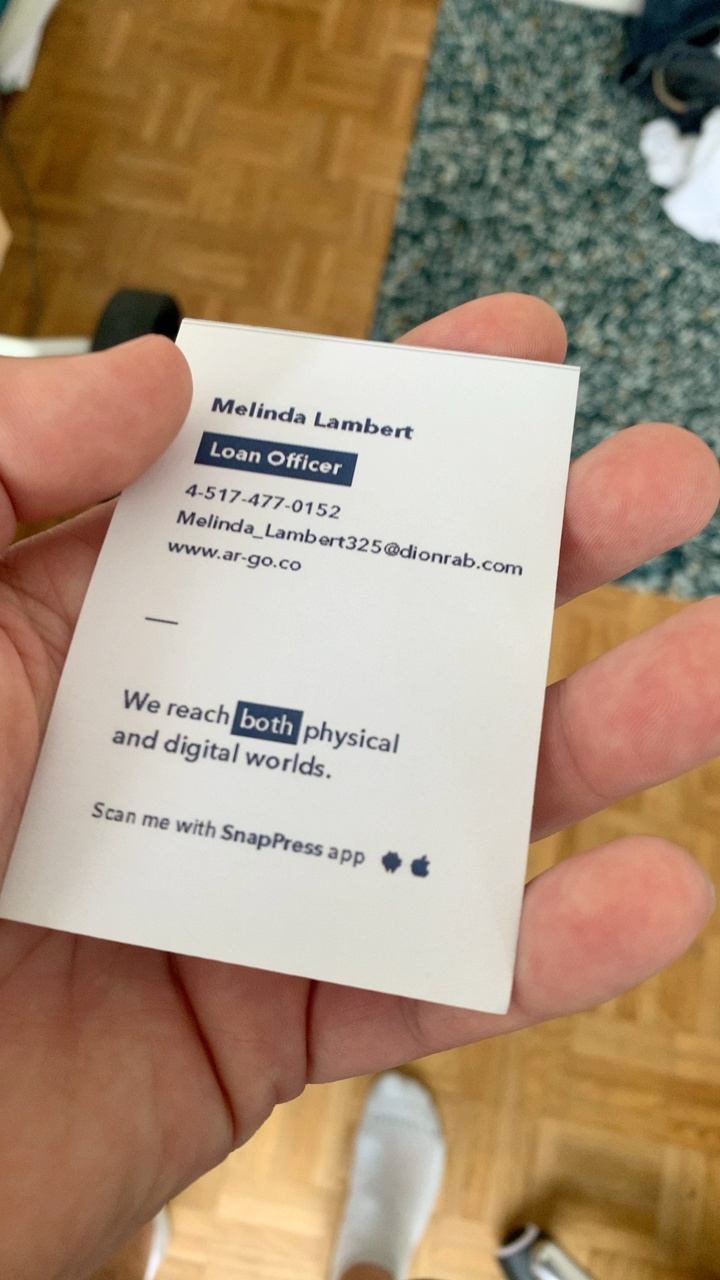 Melinda Lambert
Loan Officer
4-517-477-0152
Melinda_Lambert325@dionrab.com
www.ar-go.co
We reach both physical
and digital worlds.
Scan me with SnapPress app